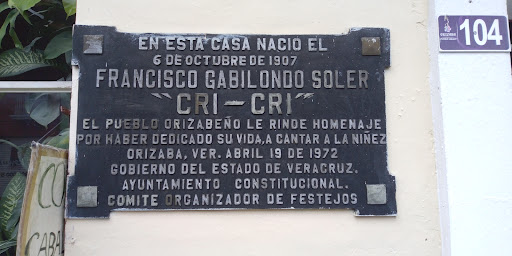 EN ESTA CASA NACIO EL
6 DE OCTUBRE DE 1907
FRANCISCO GABILONDO SOLER
"CRI-CRI"
EL PUEBLO ORIZABEÑO LE RINDE HOMENAJE
POR HABER DEDICADO SU VIDA, A CANTAR A LA NIÑEZ
ORIZABA, VER. ABRIL 19 DE 1972
GOBIERNO DEL ESTADO DE VERACRUZ.
AYUNTAMIENTO CONSTITUCIONAL.
COMITE ORGANIZADOR DE FESTEJOS
104